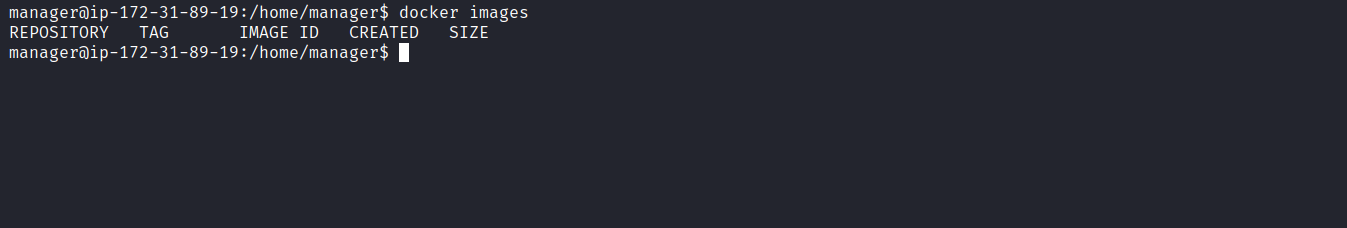 manager@ip-172-31-89-19:/home/manager$ docker images
REPOSITORY   TAG       IMAGE ID   CREATED   SIZE
manager@ip-172-31-89-19:/home/manager$